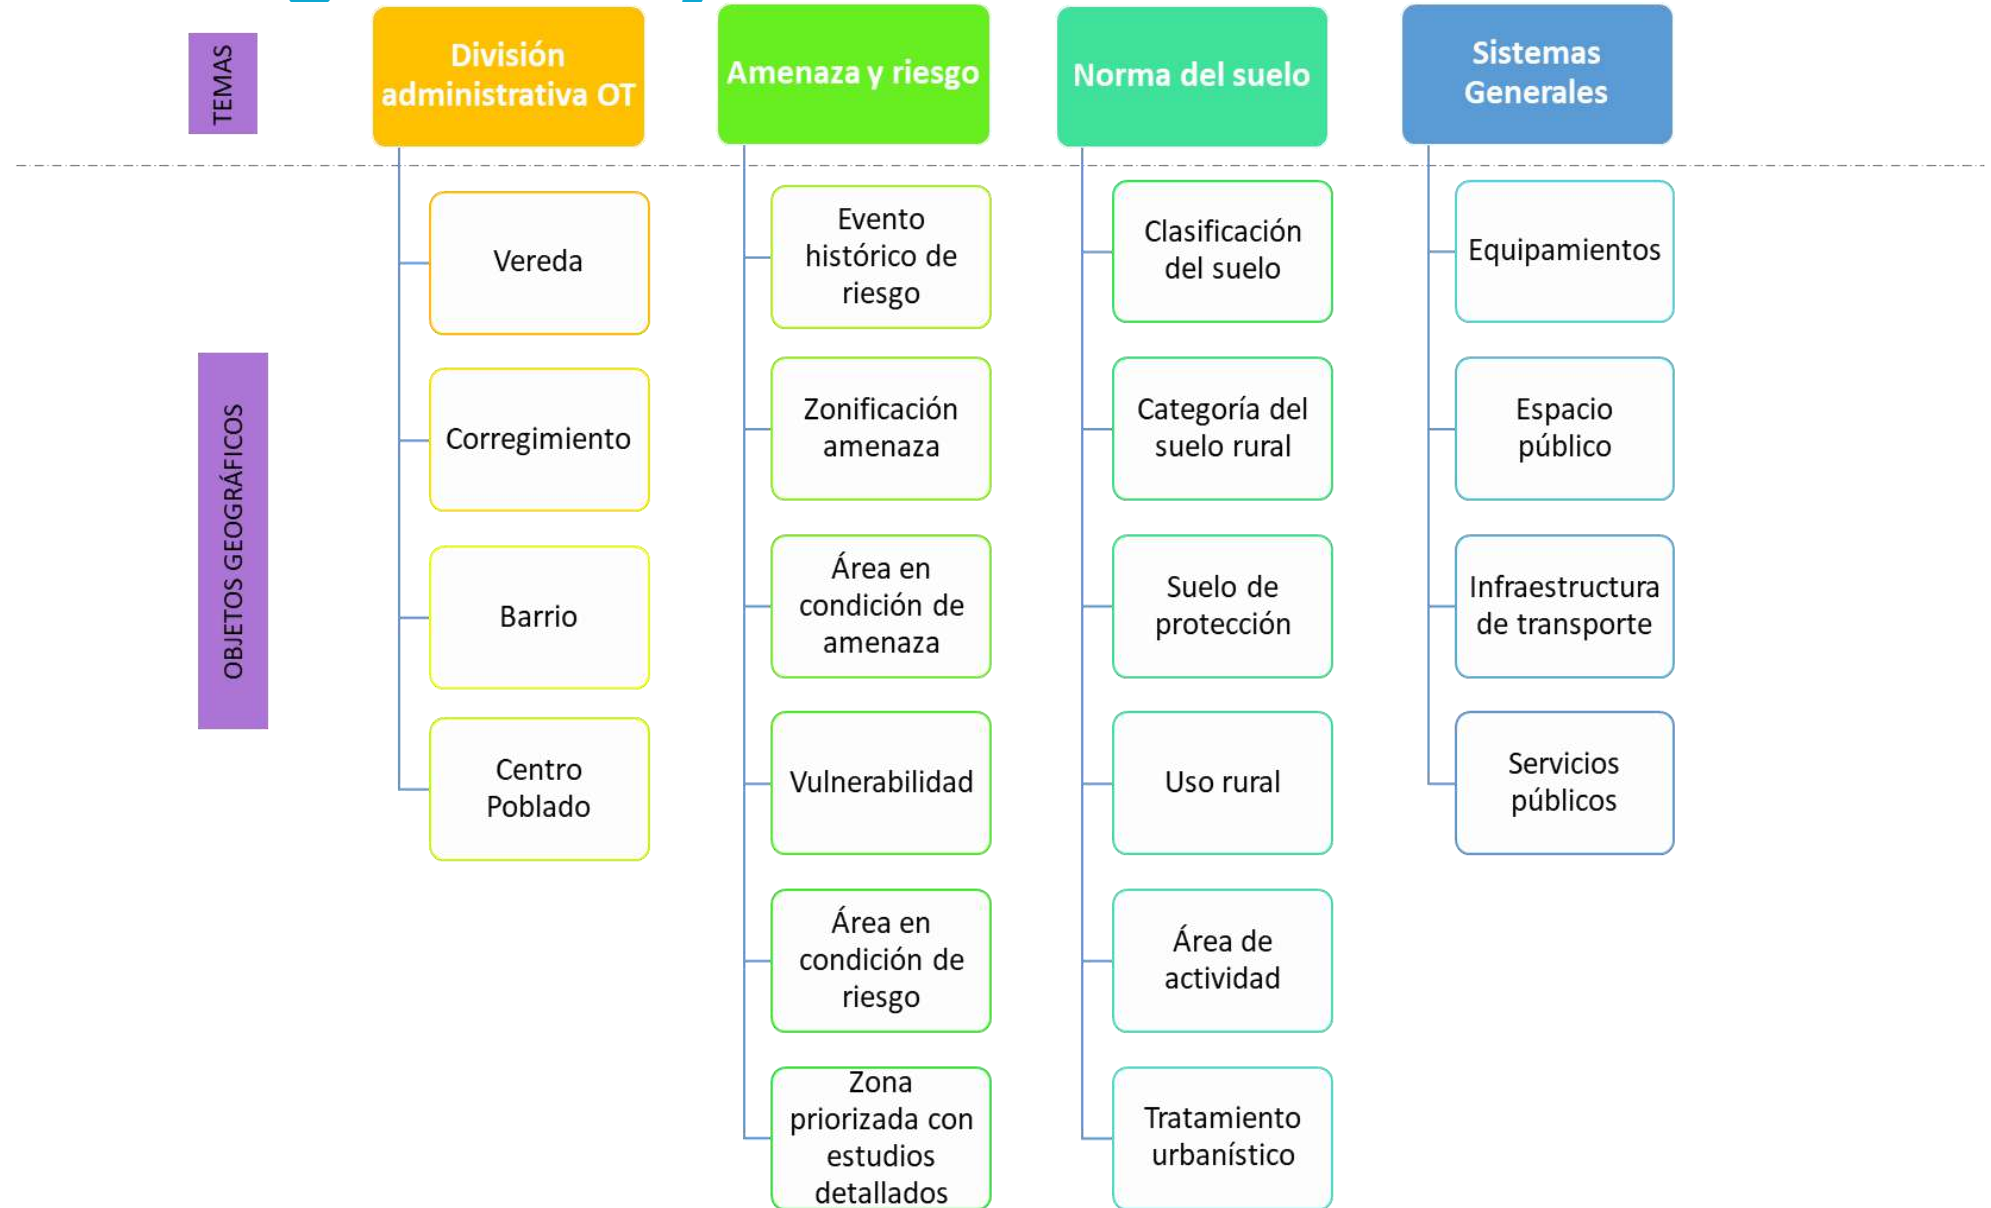 TEMAS
División
administrativa OT
Amenaza y riesgo
Norma del suelo
Sistemas
Generales
OBJETOS GEOGRÁFICOS
Vereda
Corregimiento
Barrio
Centro
Poblado
Evento
histórico de
riesgo
Zonificación
amenaza
Área en
condición de
amenaza
Vulnerabilidad
Área en
condición de
riesgo
Zona
priorizada con
estudios
detallados
Clasificación
del suelo
Categoría del
suelo rural
Suelo de
protección
Uso rural
Área de
actividad
Tratamiento
urbanístico
Equipamientos
Espacio
público
Infraestructura
de transporte
Servicios
públicos